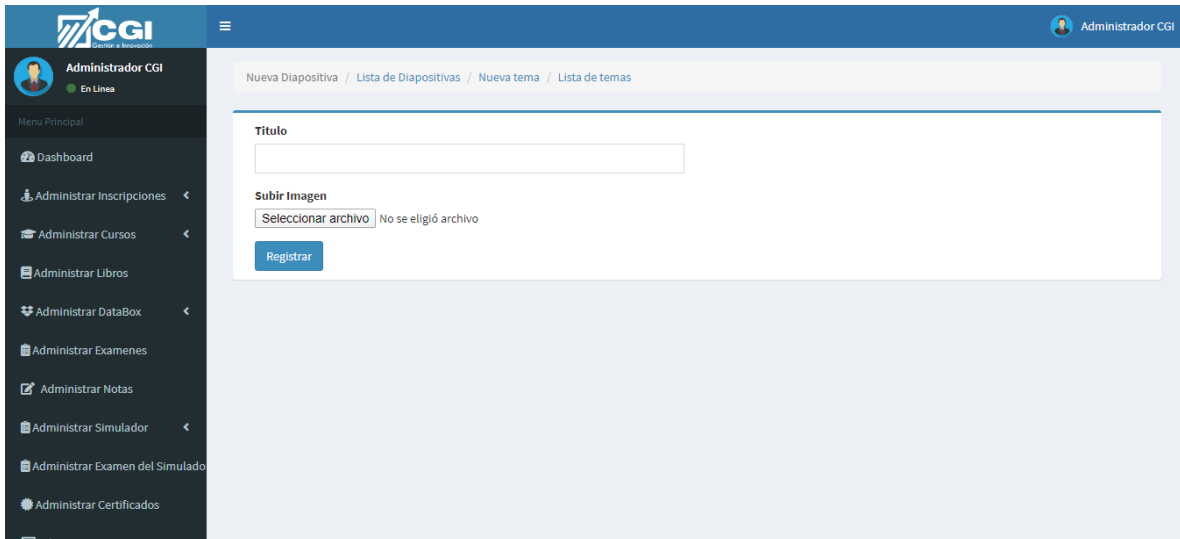 CGI
Gestión e Innovación
Administrador CGI
Administrador CGI
En Linea
Menu Principal
Dashboard
Administrar Inscripciones
Administrar Cursos
Administrar Libros
Administrar DataBox
Administrar Examenes
Administrar Notas
Administrar Simulador
Administrar Examen del Simulado
Administrar Certificados
Nueva Diapositiva / Lista de Diapositivas / Nueva tema / Lista de temas
Titulo
Subir Imagen
Seleccionar archivo No se eligió archivo
Registrar